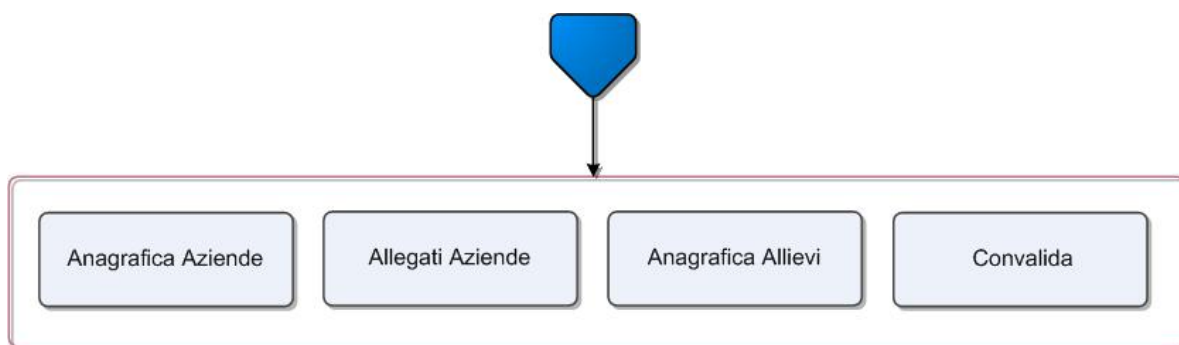 Anagrafica Aziende
Allegati Aziende
Anagrafica Allievi
Convalida